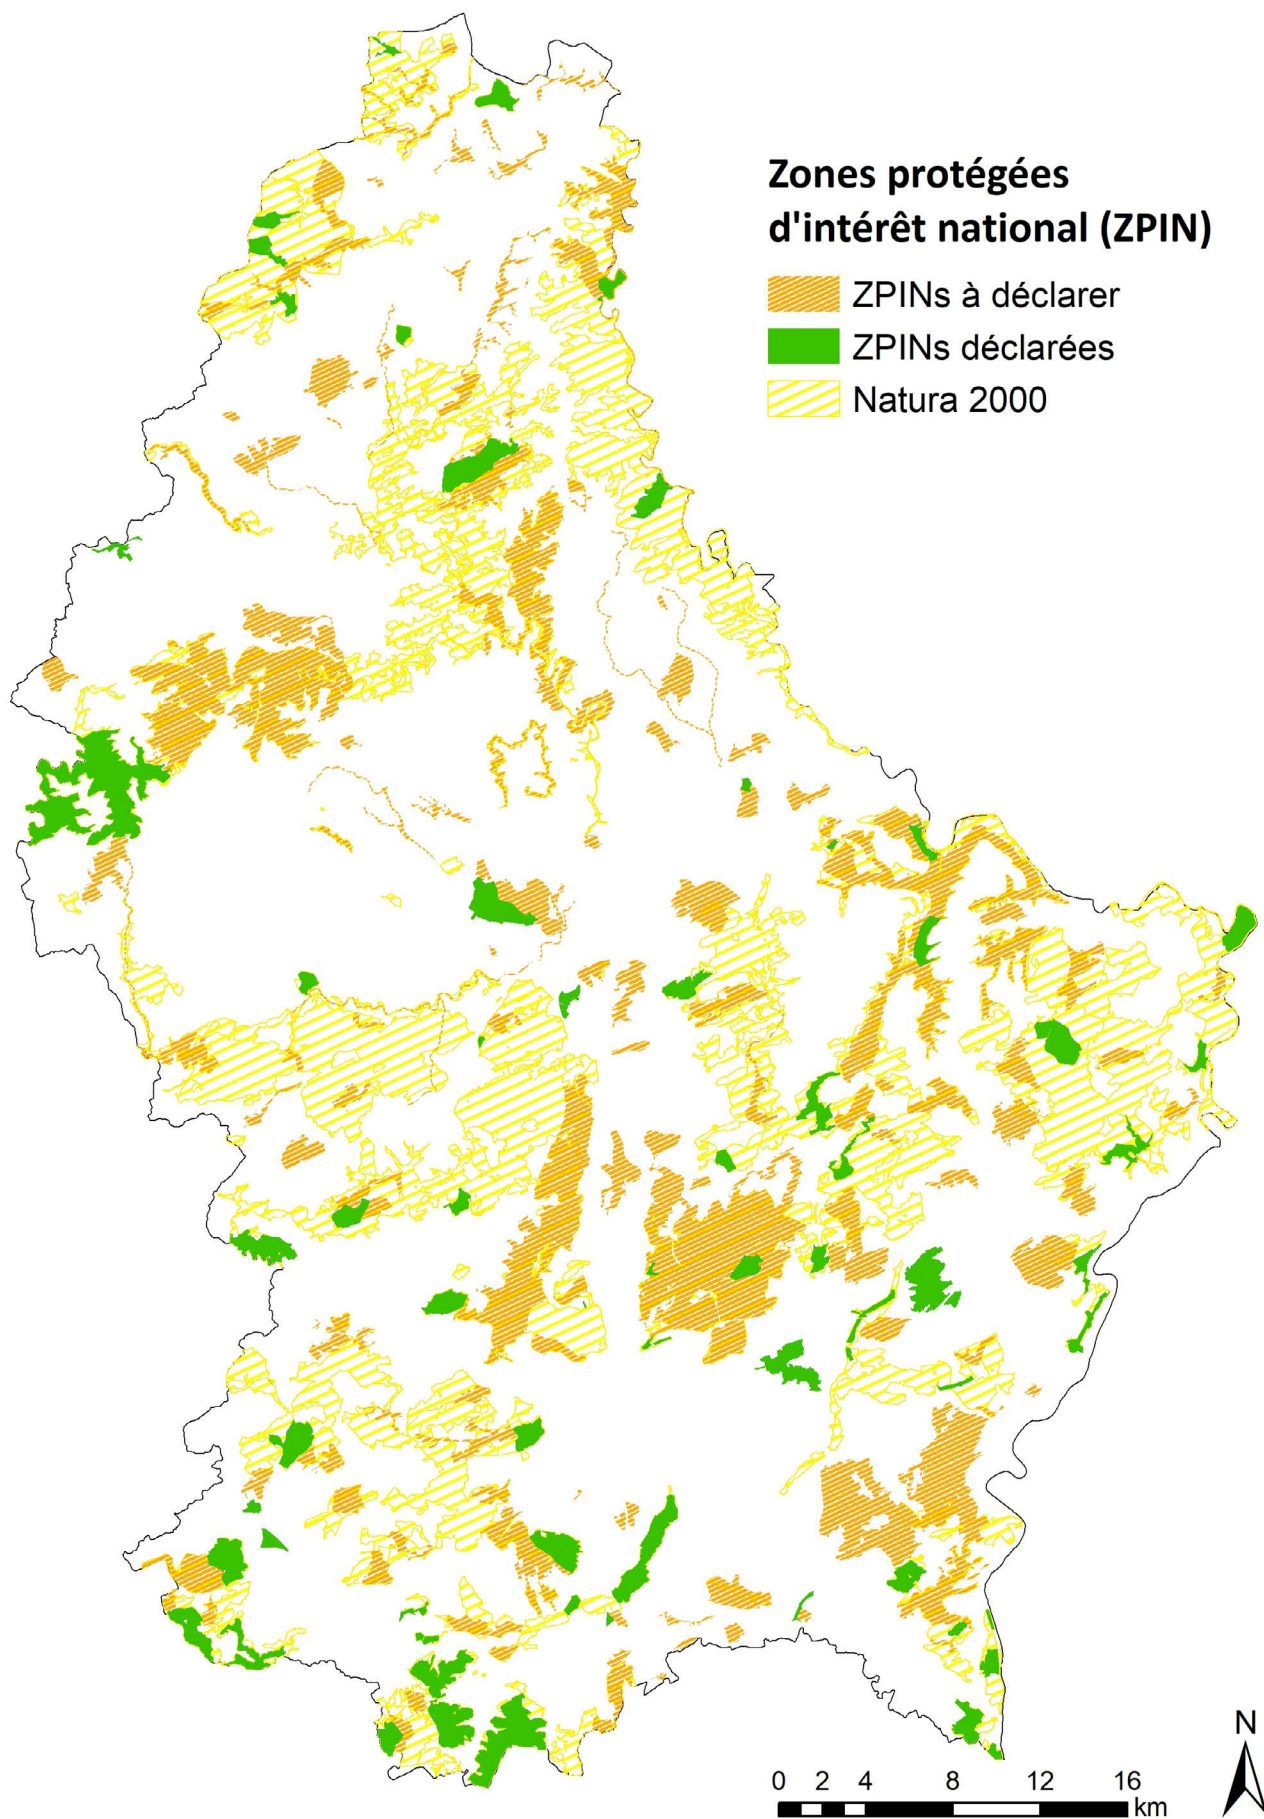 Zones protégées
d'intérêt national (ZPIN)
ZPINs à déclarer
ZPINs déclarées
Natura 2000
N
0 2 4 8 12 16
km